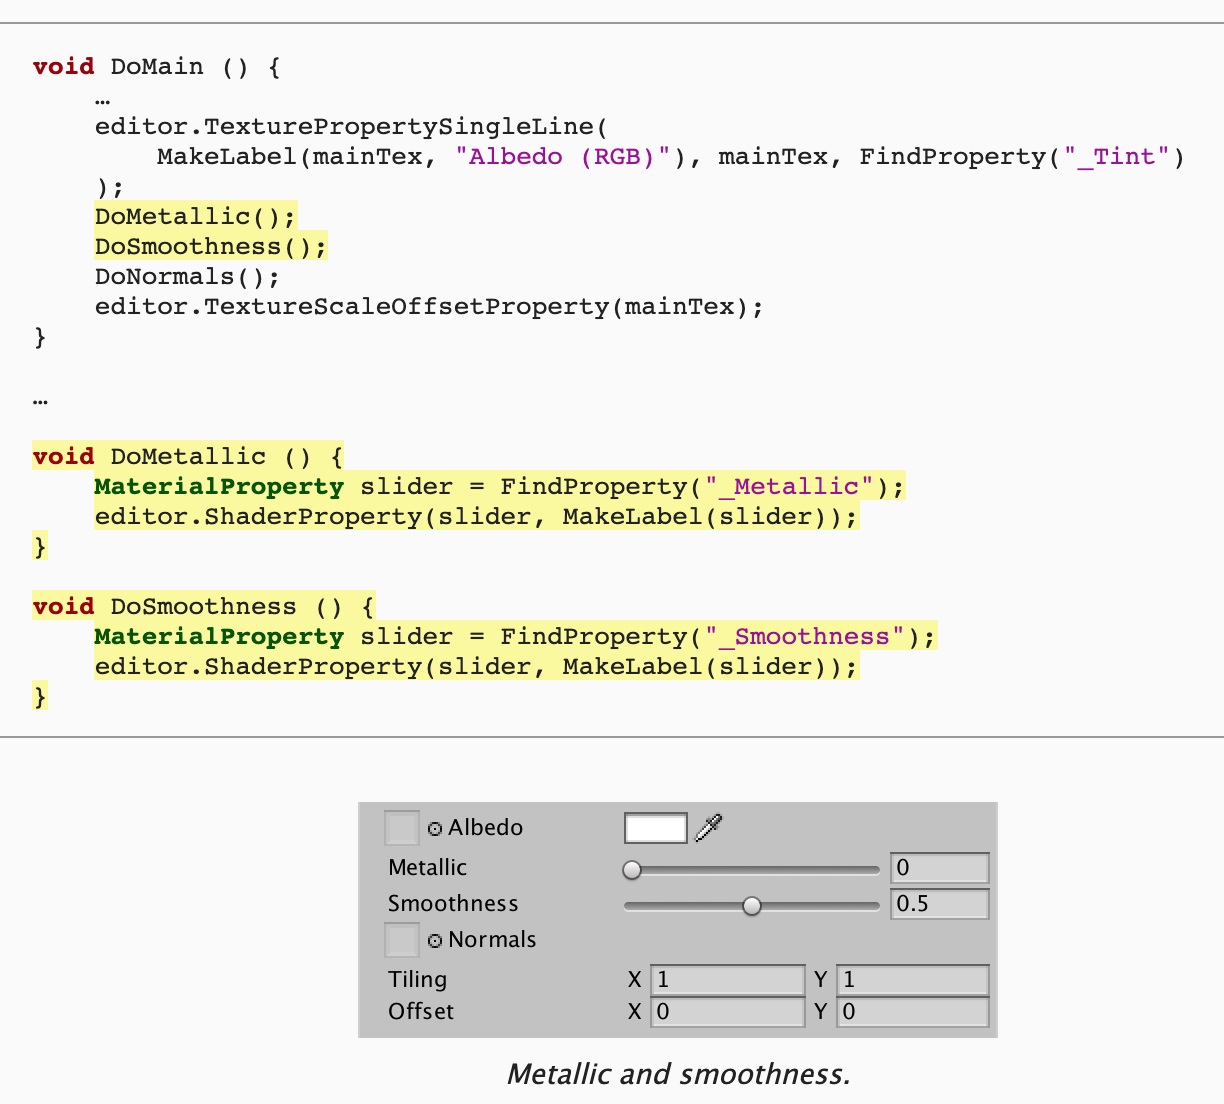 void DoMain () {
	…
	editor.TexturePropertySingleLine(
		MakeLabel(mainTex, "Albedo (RGB)"), mainTex, FindProperty("_Tint")
	);
	DoMetallic();
	DoSmoothness();
	DoNormals();
	editor.TextureScaleOffsetProperty(mainTex);
}
…
void DoMetallic () {
	MaterialProperty slider = FindProperty("_Metallic");
	editor.ShaderProperty(slider, MakeLabel(slider));
}
void DoSmoothness () {
	MaterialProperty slider = FindProperty("_Smoothness");
	editor.ShaderProperty(slider, MakeLabel(slider));
}
Albedo
Metallic 0
Smoothness 0.5
Normals
Tiling X 1 Y 1
Offset X 0 Y 0
Metallic and smoothness.